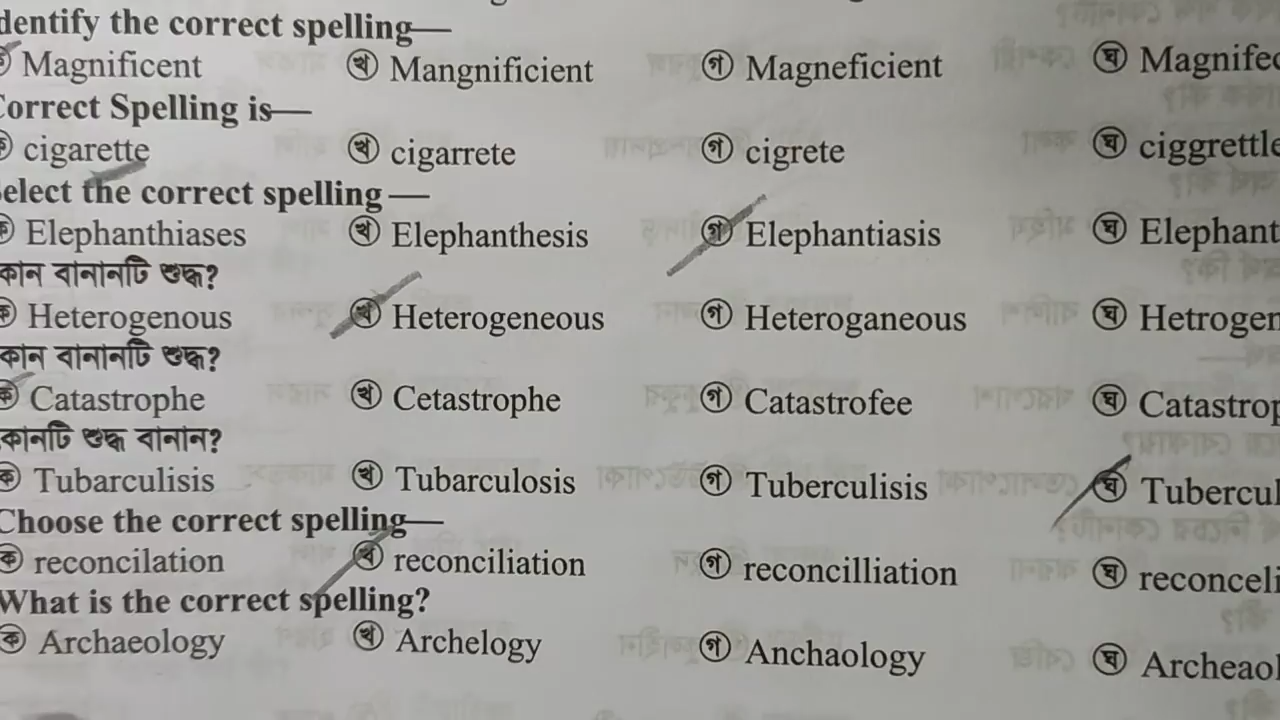 dentify the correct spelling—
ক Magnificent খ Mangnificient গ Magneficient ঘ Magnifec
Correct Spelling is—
ক cigarette খ cigarrete গ cigrete ঘ ciggrettle
elect the correct spelling —
ক Elephanthiases খ Elephanthesis গ Elephantiasis ঘ Elephant
কোন বানানটি শুদ্ধ?
ক Heterogenous খ Heterogeneous গ Heteroganeous ঘ Hetrogen
কোন বানানটি শুদ্ধ?
ক Catastrophe খ Cetastrophe গ Catastrofee ঘ Catastrop
কোনটি শুদ্ধ বানান?
ক Tubarculisis খ Tubarculosis গ Tuberculisis ঘ Tubercul
Choose the correct spelling—
ক reconcilation খ reconciliation গ reconcilliation ঘ reconceli
What is the correct spelling?
ক Archaeology খ Archelogy গ Anchaology ঘ Archeaol